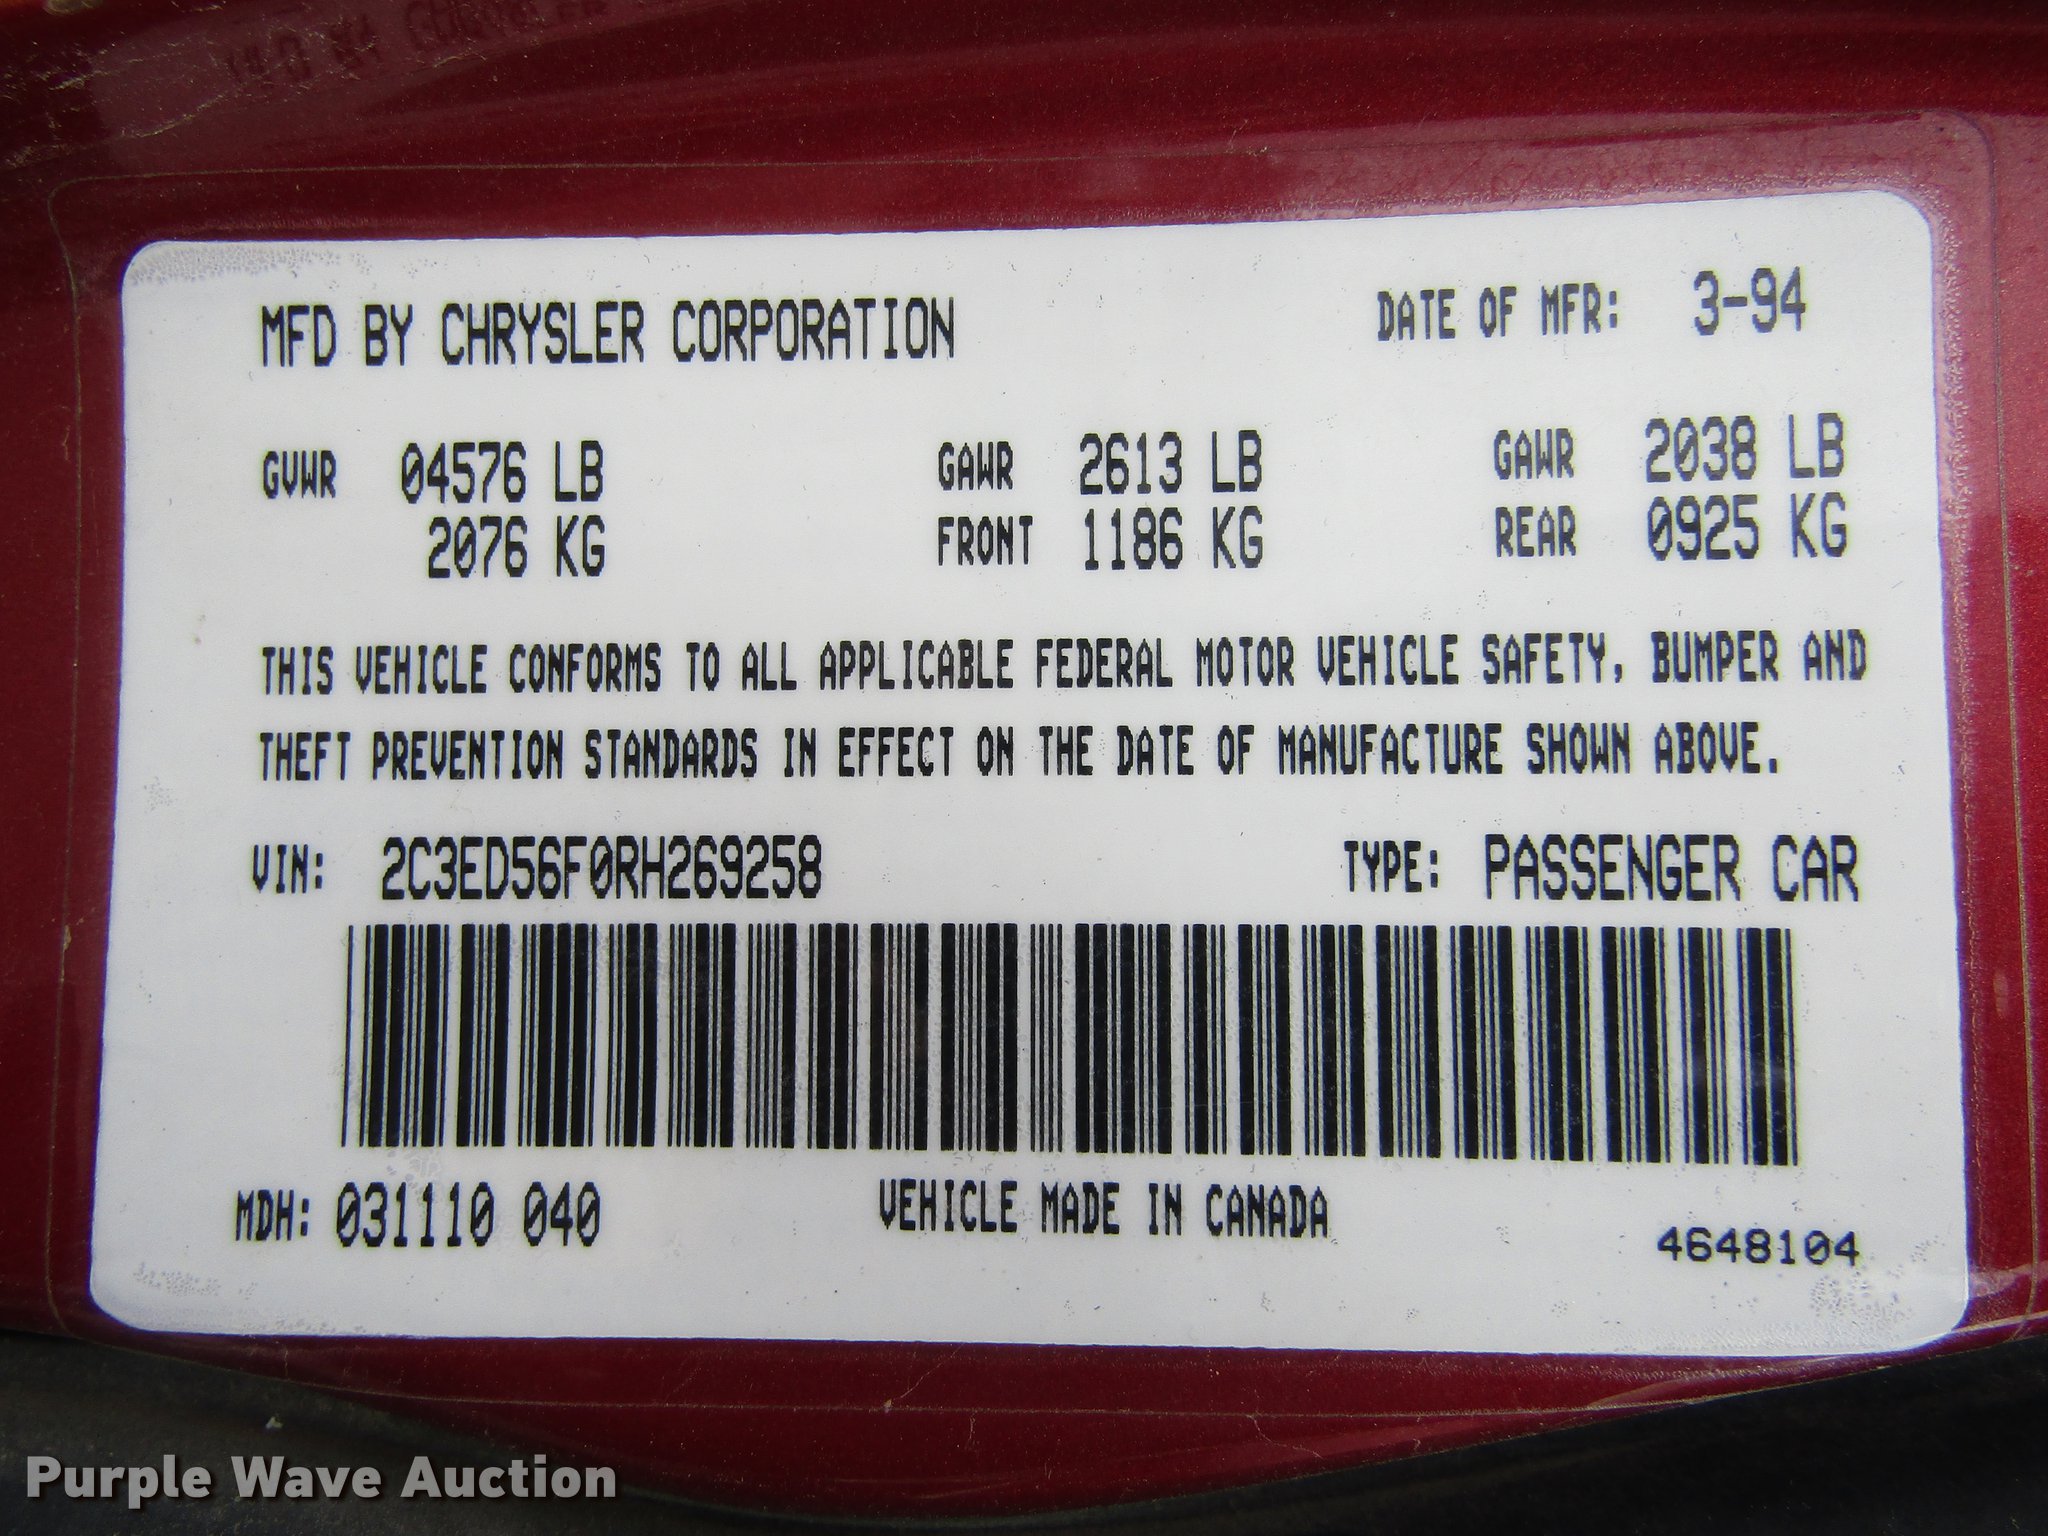 MFD BY CHRYSLER CORPORATION DATE OF MFR: 3-94
GVWR 04576 LB GAWR 2613 LB GAWR 2038 LB
2076 KG FRONT 1186 KG REAR 0925 KG
THIS VEHICLE CONFORMS TO ALL APPLICABLE FEDERAL MOTOR VEHICLE SAFETY, BUMPER AND
THEFT PREVENTION STANDARDS IN EFFECT ON THE DATE OF MANUFACTURE SHOWN ABOVE.
VIN: 2C3ED56F0RH269258 TYPE: PASSENGER CAR
MDH: 031110 040 VEHICLE MADE IN CANADA 4648104
Purple Wave Auction